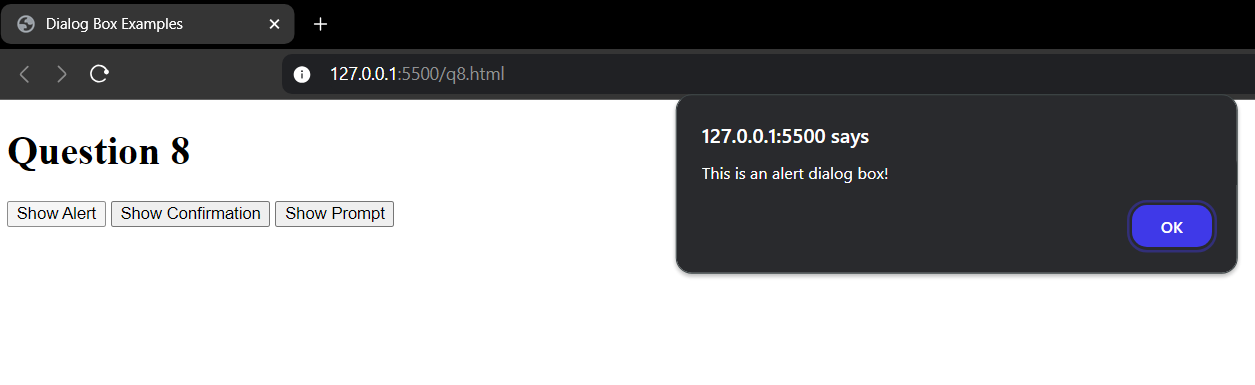 Dialog Box Examples
127.0.0.1:5500/q8.html
Question 8
Show Alert Show Confirmation Show Prompt
127.0.0.1:5500 says
This is an alert dialog box!
OK